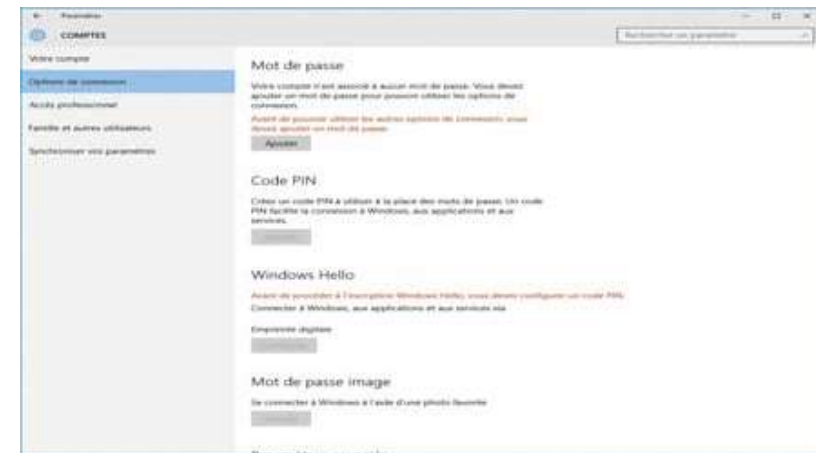 Paramètres
COMPTES
Rechercher un paramètre
Votre compte
Options de connexion
Accès professionnel
Famille et autres utilisateurs
Synchroniser vos paramètres
Mot de passe
Votre compte n'est associé à aucun mot de passe. Vous devez
ajouter un mot de passe pour pouvoir utiliser les options de
connexion.
Avant de pouvoir utiliser les autres options de connexion, vous
devez ajouter un mot de passe.
Ajouter
Code PIN
Créez un code PIN à utiliser à la place des mots de passe. Un code
PIN facilite la connexion à Windows, aux applications et aux
services.
Windows Hello
Avant de procéder à l'inscription Windows Hello, vous devez configurer un code PIN.
Connecter à Windows, aux applications et aux services via
Empreinte digitale
Mot de passe image
Se connecter à Windows à l'aide d'une photo favorite